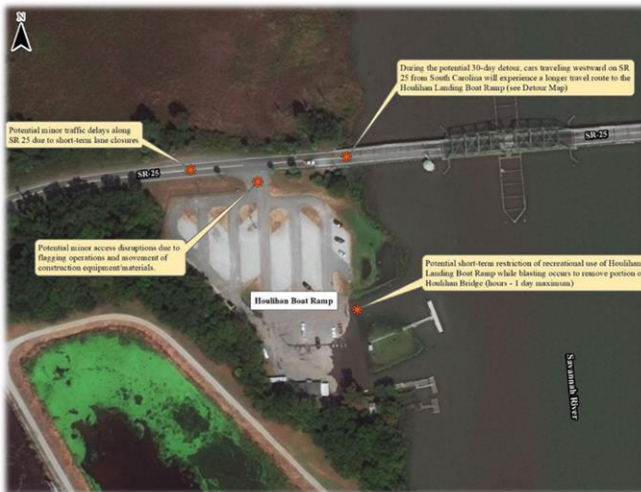 N
During the potential 30-day detour, cars traveling westward on SR
25 from South Carolina will experience a longer travel route to the
Houlihan Landing Boat Ramp (see Detour Map)
Potential minor traffic delays along
SR 25 due to short-term lane closures
SR-25
SR-25
Potential minor access disruptions due to
flagging operations and movement of
construction equipment/materials.
Potential short-term restriction of recreational use of Houlihan
Landing Boat Ramp while blasting occurs to remove portion of
Houlihan Bridge (hours - 1 day maximum)
Houlihan Boat Ramp
Savannah River